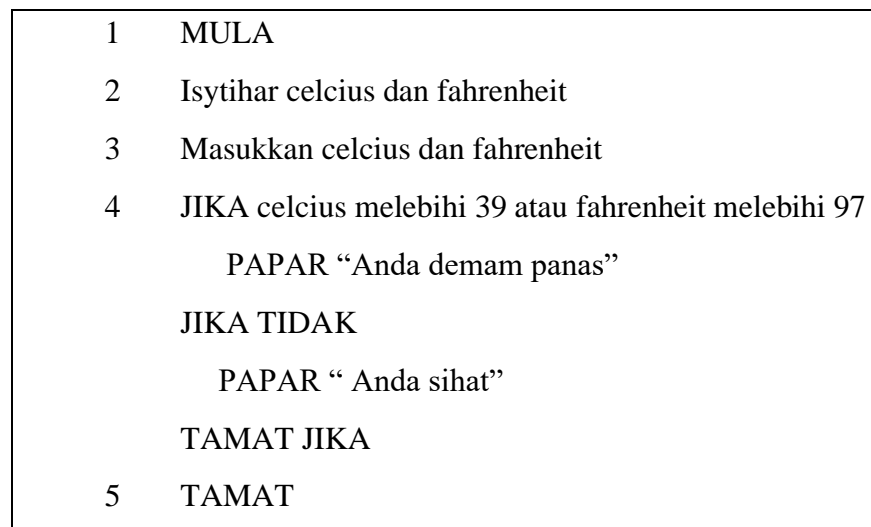 1 MULA
2 Isytihar celcius dan fahrenheit
3 Masukkan celcius dan fahrenheit
4 JIKA celcius melebihi 39 atau fahrenheit melebihi 97
PAPAR “Anda demam panas”
JIKA TIDAK
PAPAR “ Anda sihat”
TAMAT JIKA
5 TAMAT